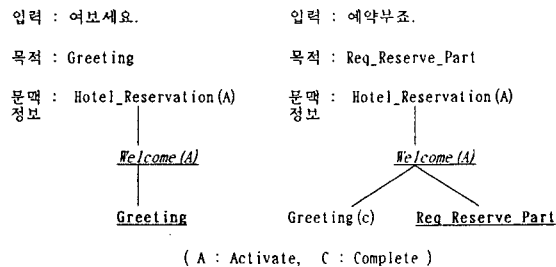 입력 : 여보세요.
목적 : Greeting
문맥 : Hotel_Reservation(A)
정보
Welcome(A)
Greeting
입력 : 예약부죠.
목적 : Req_Reserve_Part
문맥 : Hotel_Reservation(A)
정보
Welcome(A)
Greeting(c) Req_Reserve_Part
( A : Activate, C : Complete )